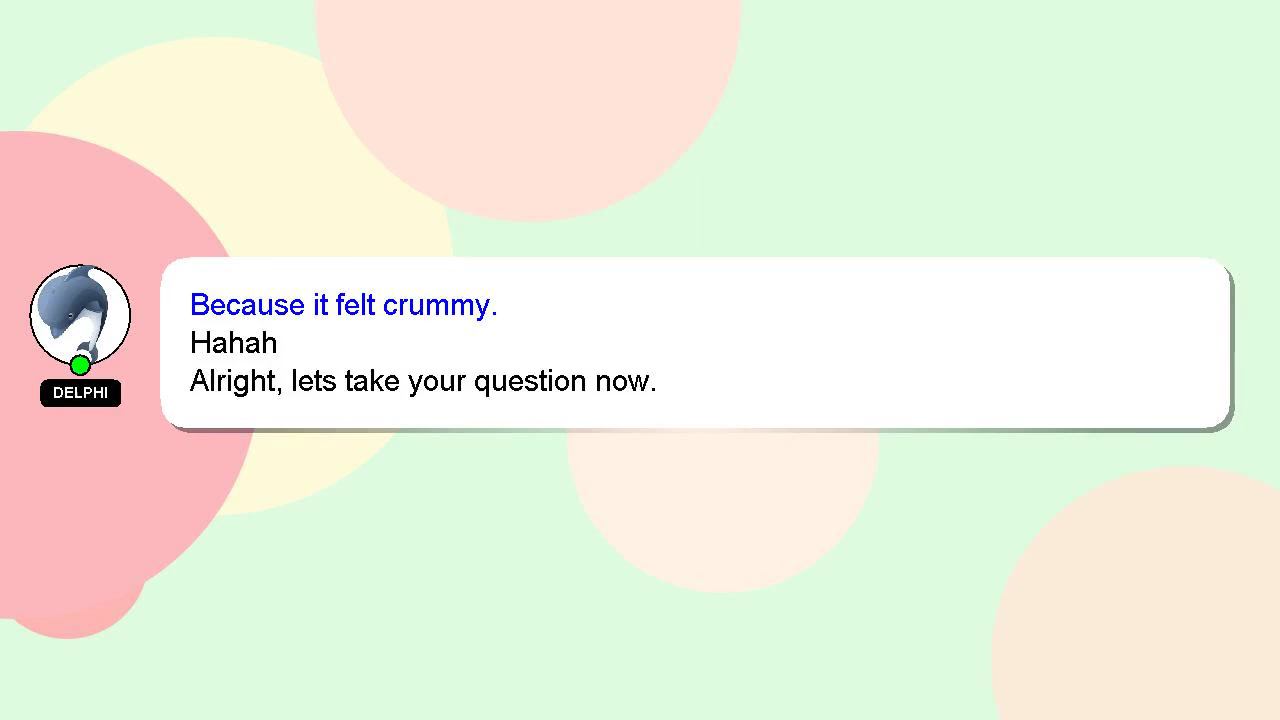 Because it felt crummy.
Hahah
Alright, lets take your question now.
DELPHI